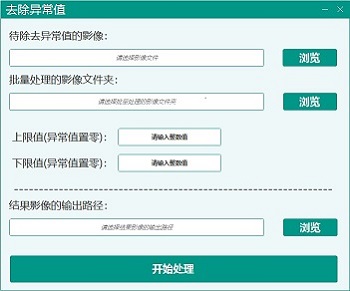 去除异常值
待除去异常值的影像：
请选择影像文件
浏览
批量处理的影像文件夹：
请选择批量处理的影像文件夹
浏览
上限值(异常值置零)：
请输入整数值
下限值(异常值置零)：
请输入整数值
结果影像的输出路径：
请选择结果影像的输出路径
浏览
开始处理